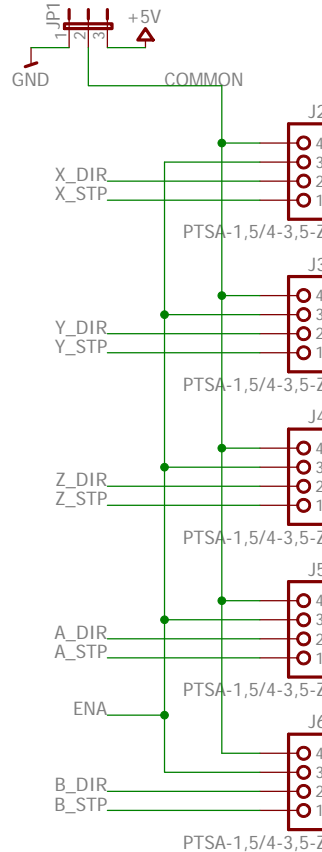 JP1
+5V
1 2 3
GND
COMMON
J2
4
3
X_DIR 2
X_STP 1
PTSA-1,5/4-3,5-Z
J3
4
3
Y_DIR 2
Y_STP 1
PTSA-1,5/4-3,5-Z
J4
4
3
Z_DIR 2
Z_STP 1
PTSA-1,5/4-3,5-Z
J5
4
3
A_DIR 2
A_STP 1
PTSA-1,5/4-3,5-Z
ENA
J6
4
3
B_DIR 2
B_STP 1
PTSA-1,5/4-3,5-Z